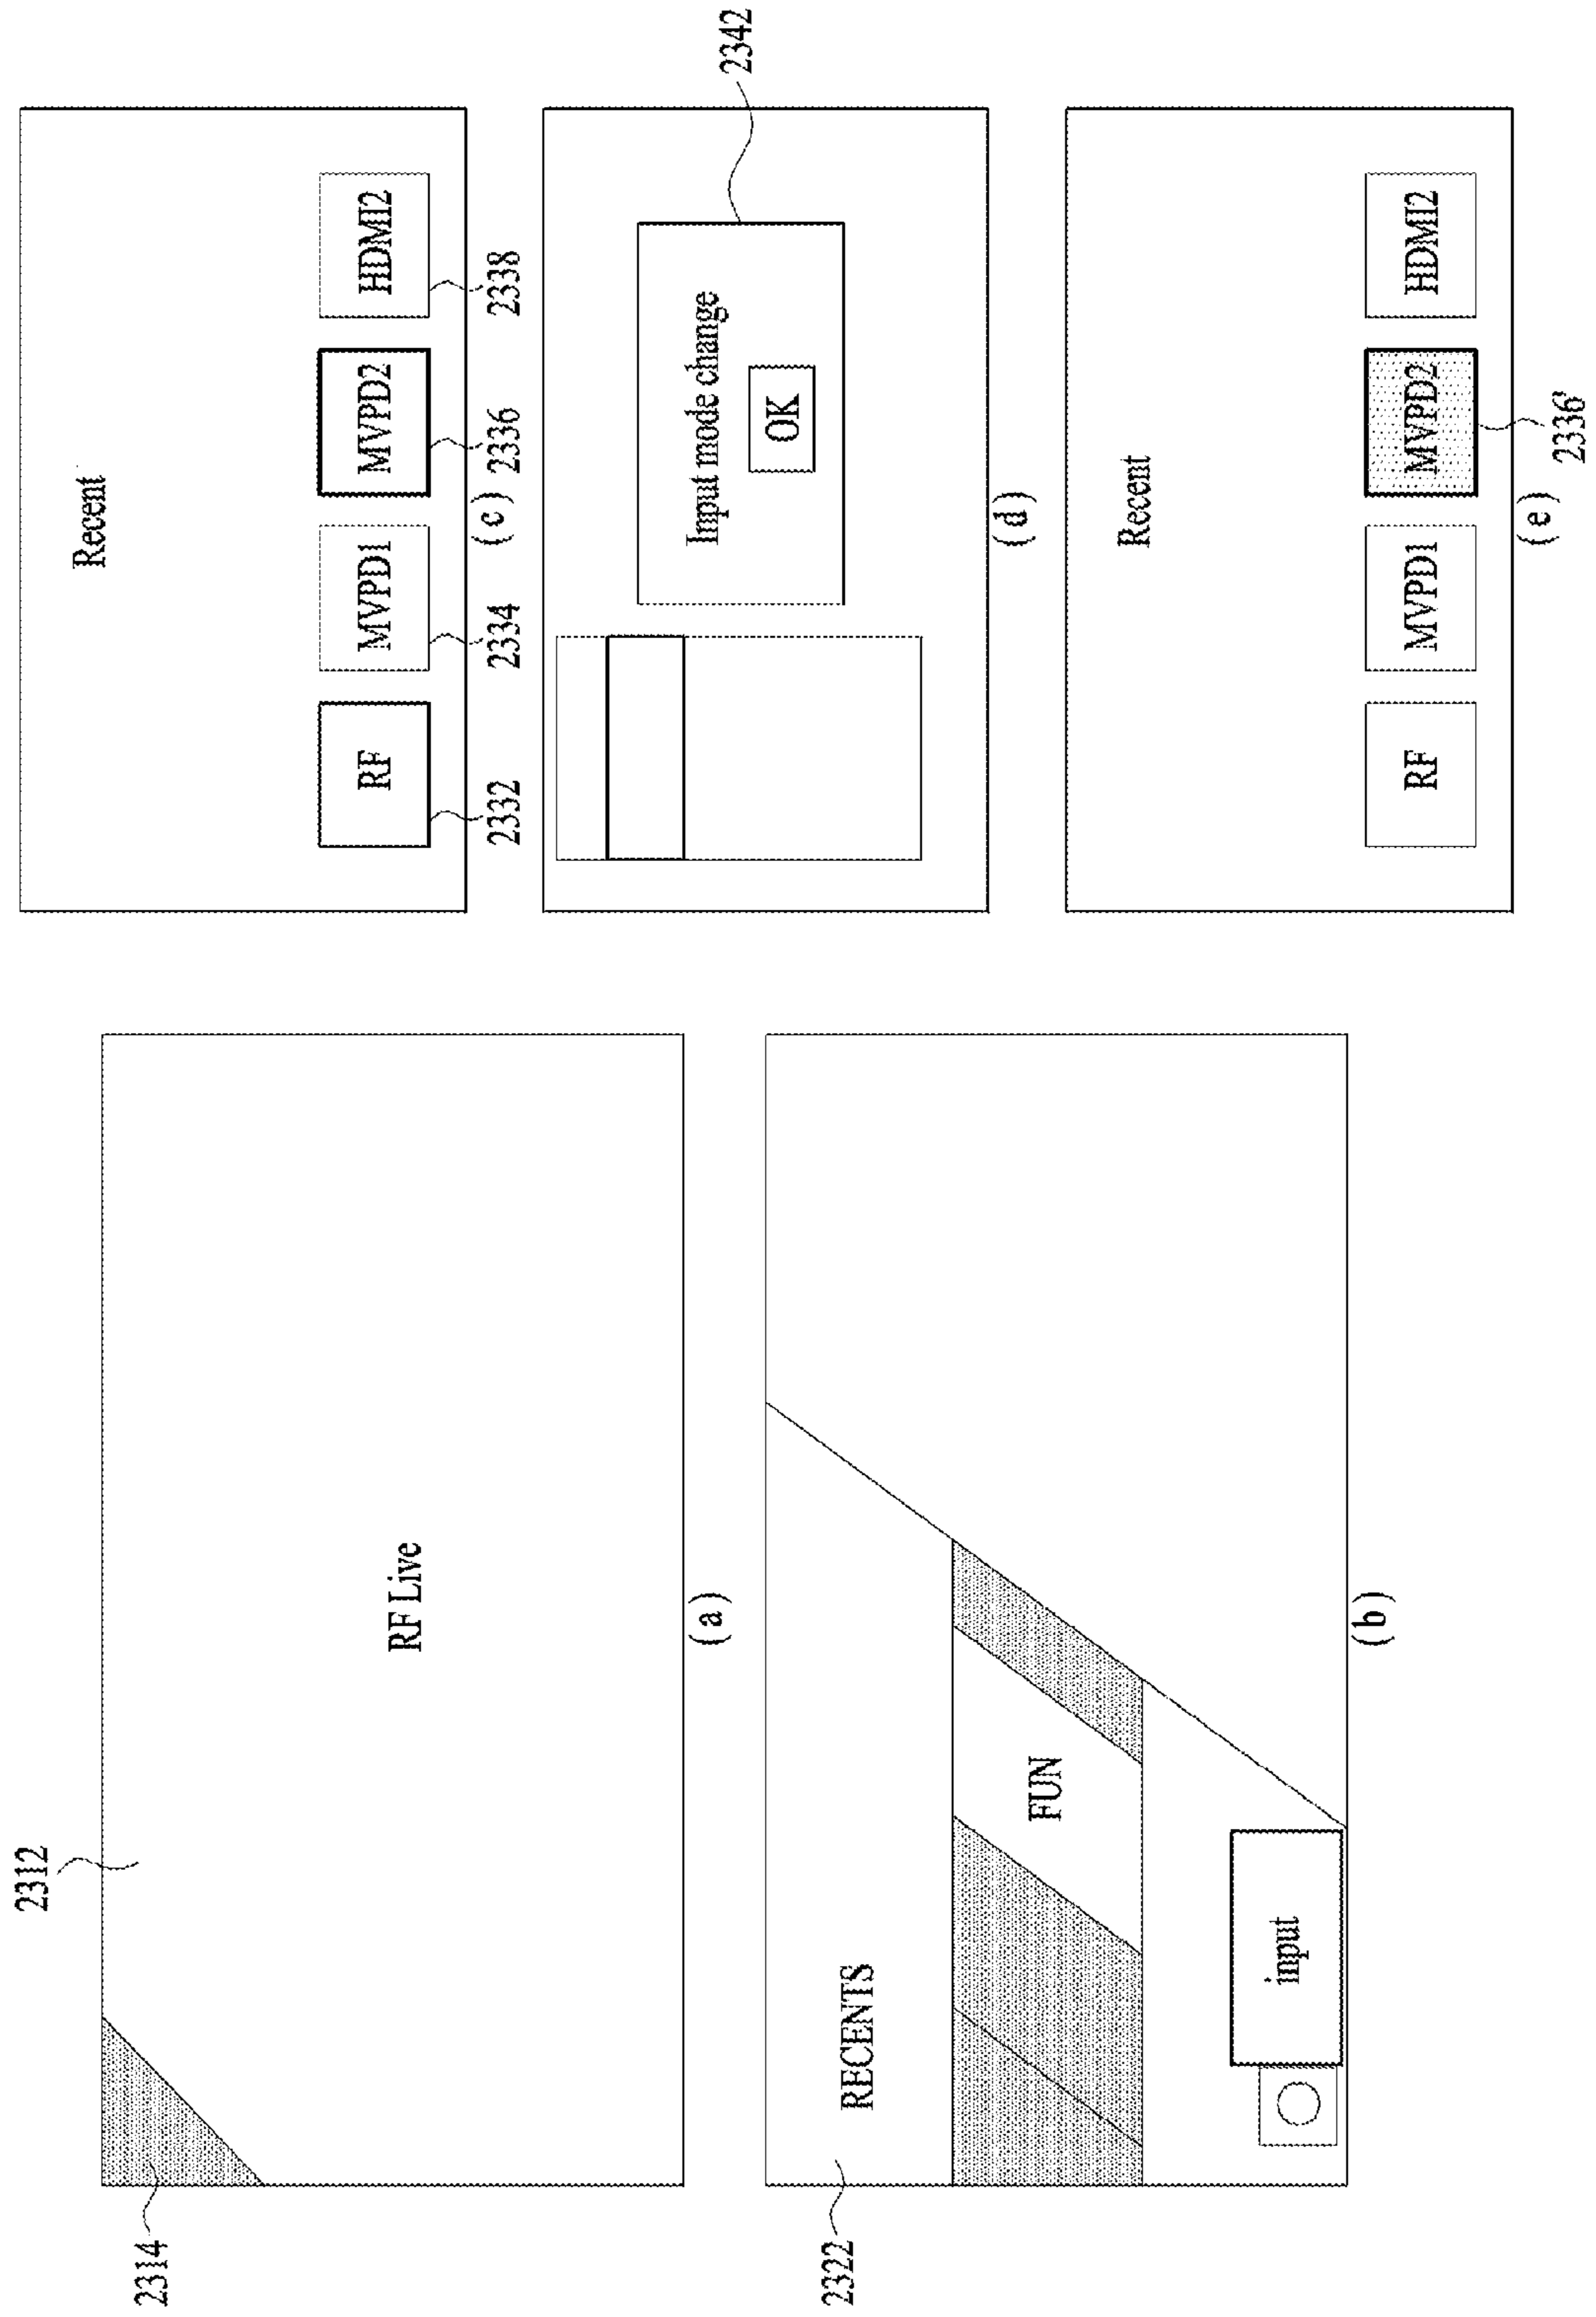 2312
2314
RF Live
(a)
2322
RECENTS
FUN
input
(b)
Recent
RF
MVPD1
MVPD2
HDMI2
2332
2334
2336
2338
(c)
Input mode change
OK
2342
(d)
Recent
RF
MVPD1
MVPD2
HDMI2
2336'
(e)